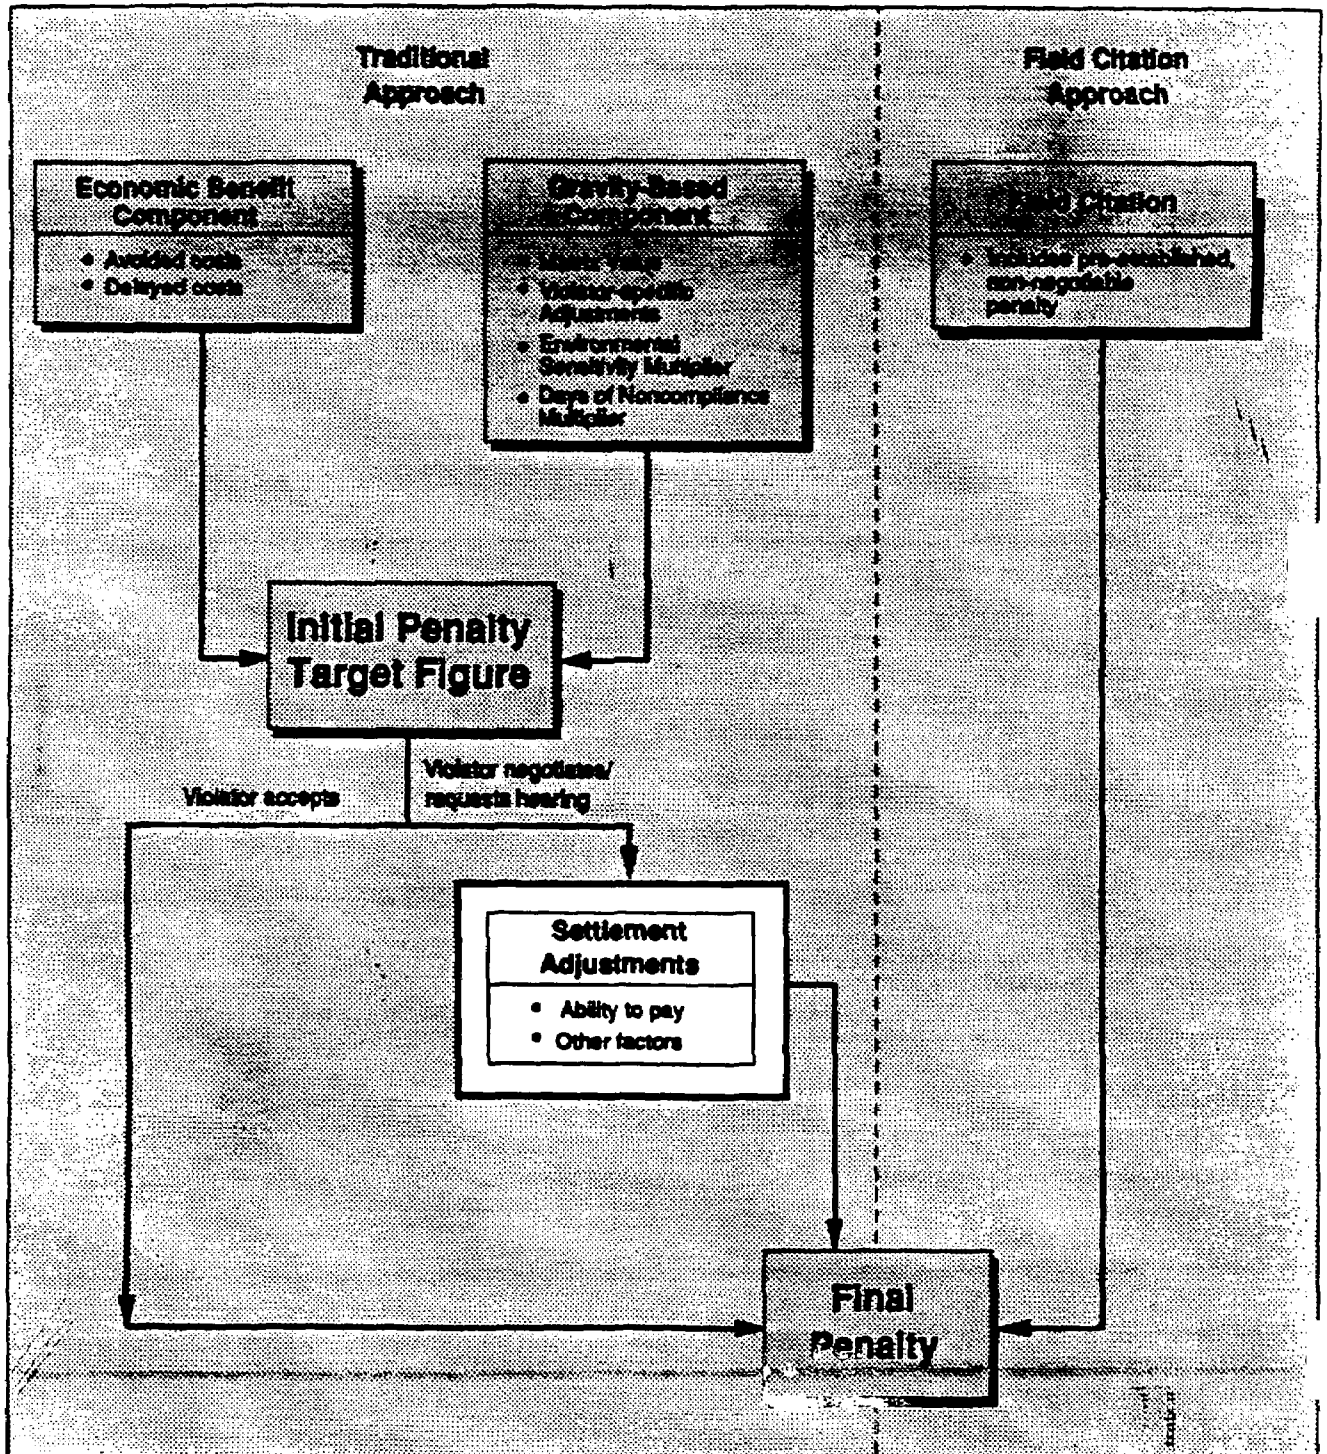 Traditional
Approach
Field Citation
Approach
Economic Benefit
Component
• Avoided costs
• Delayed costs
Gravity-Based
Component
• Matrix Value
• Violator-specific
Adjustments
• Environmental
Sensitivity Multiplier
• Days of Noncompliance
Multiplier
Field Citation
• Includes pre-established,
non-negotiable
penalty
Initial Penalty
Target Figure
Violator accepts
Violator negotiates/
requests hearing
Settlement
Adjustments
• Ability to pay
• Other factors
Final
Penalty